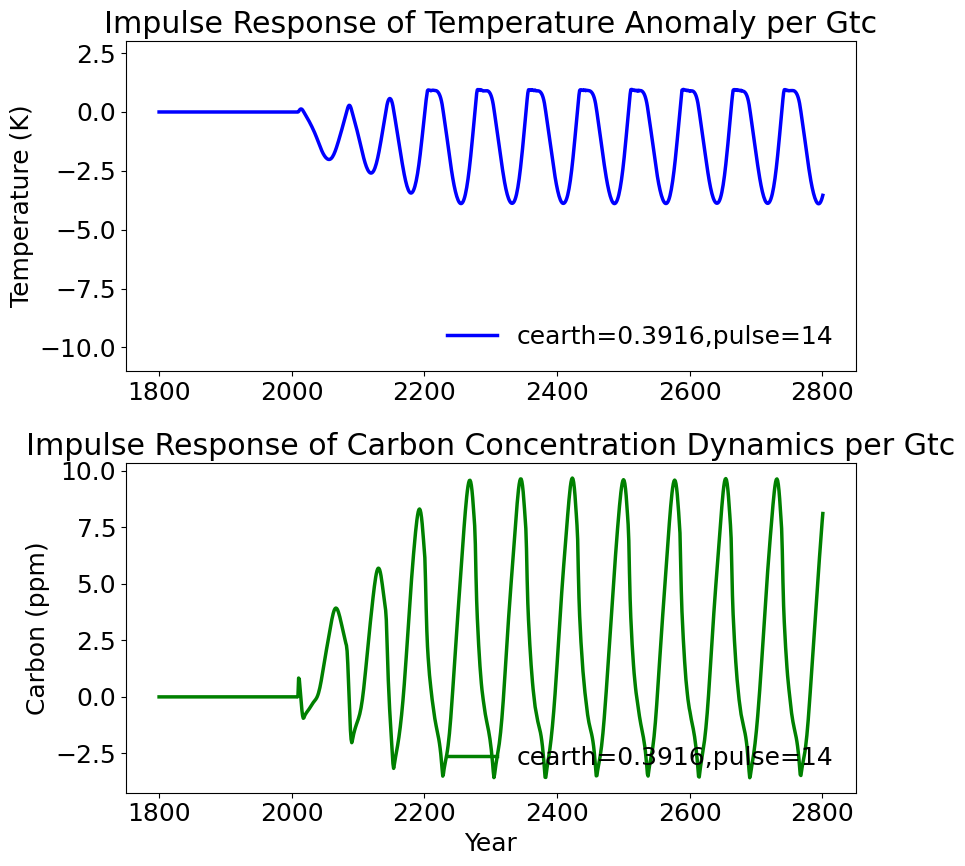 Impulse Response of Temperature Anomaly per Gtc
2.5
0.0
−2.5
−5.0
−7.5
−10.0
Temperature (K)
cearth=0.3916,pulse=14
1800 2000 2200 2400 2600 2800
Impulse Response of Carbon Concentration Dynamics per Gtc
10.0
7.5
5.0
2.5
0.0
−2.5
Carbon (ppm)
cearth=0.3916,pulse=14
1800 2000 2200 2400 2600 2800
Year